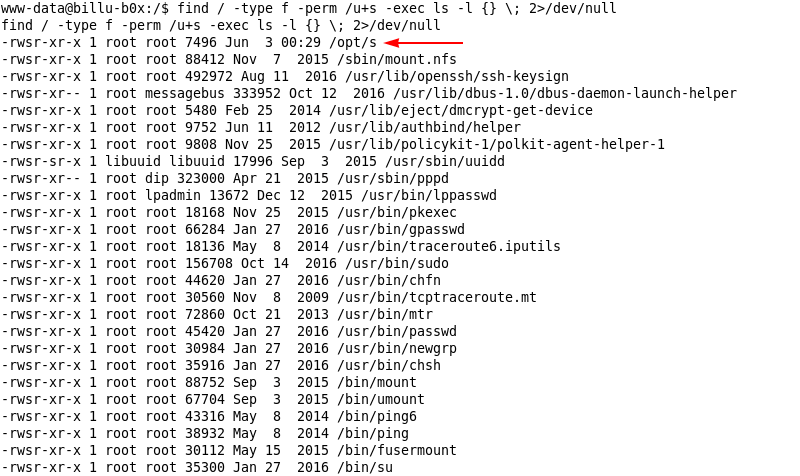 www-data@billu-b0x:/$ find / -type f -perm /u+s -exec ls -l {} \; 2>/dev/null
find / -type f -perm /u+s -exec ls -l {} \; 2>/dev/null
-rwsr-xr-x 1 root root 7496 Jun  3 00:29 /opt/s
-rwsr-xr-x 1 root root 88412 Nov  7  2015 /sbin/mount.nfs
-rwsr-xr-x 1 root root 492972 Aug 11  2016 /usr/lib/openssh/ssh-keysign
-rwsr-xr-- 1 root messagebus 333952 Oct 12  2016 /usr/lib/dbus-1.0/dbus-daemon-launch-helper
-rwsr-xr-x 1 root root 5480 Feb 25  2014 /usr/lib/eject/dmcrypt-get-device
-rwsr-xr-x 1 root root 9752 Jun 11  2012 /usr/lib/authbind/helper
-rwsr-xr-x 1 root root 9808 Nov 25  2015 /usr/lib/policykit-1/polkit-agent-helper-1
-rwsr-sr-x 1 libuuid libuuid 17996 Sep  3  2015 /usr/sbin/uuidd
-rwsr-xr-- 1 root dip 323000 Apr 21  2015 /usr/sbin/pppd
-rwsr-xr-x 1 root lpadmin 13672 Dec 12  2015 /usr/bin/lppasswd
-rwsr-xr-x 1 root root 18168 Nov 25  2015 /usr/bin/pkexec
-rwsr-xr-x 1 root root 66284 Jan 27  2016 /usr/bin/gpasswd
-rwsr-xr-x 1 root root 18136 May  8  2014 /usr/bin/traceroute6.iputils
-rwsr-xr-x 1 root root 156708 Oct 14  2016 /usr/bin/sudo
-rwsr-xr-x 1 root root 44620 Jan 27  2016 /usr/bin/chfn
-rwsr-xr-x 1 root root 30560 Nov  8  2009 /usr/bin/tcptraceroute.mt
-rwsr-xr-x 1 root root 72860 Oct 21  2013 /usr/bin/mtr
-rwsr-xr-x 1 root root 45420 Jan 27  2016 /usr/bin/passwd
-rwsr-xr-x 1 root root 30984 Jan 27  2016 /usr/bin/newgrp
-rwsr-xr-x 1 root root 35916 Jan 27  2016 /usr/bin/chsh
-rwsr-xr-x 1 root root 88752 Sep  3  2015 /bin/mount
-rwsr-xr-x 1 root root 67704 Sep  3  2015 /bin/umount
-rwsr-xr-x 1 root root 43316 May  8  2014 /bin/ping6
-rwsr-xr-x 1 root root 38932 May  8  2014 /bin/ping
-rwsr-xr-x 1 root root 30112 May 15  2015 /bin/fusermount
-rwsr-xr-x 1 root root 35300 Jan 27  2016 /bin/su